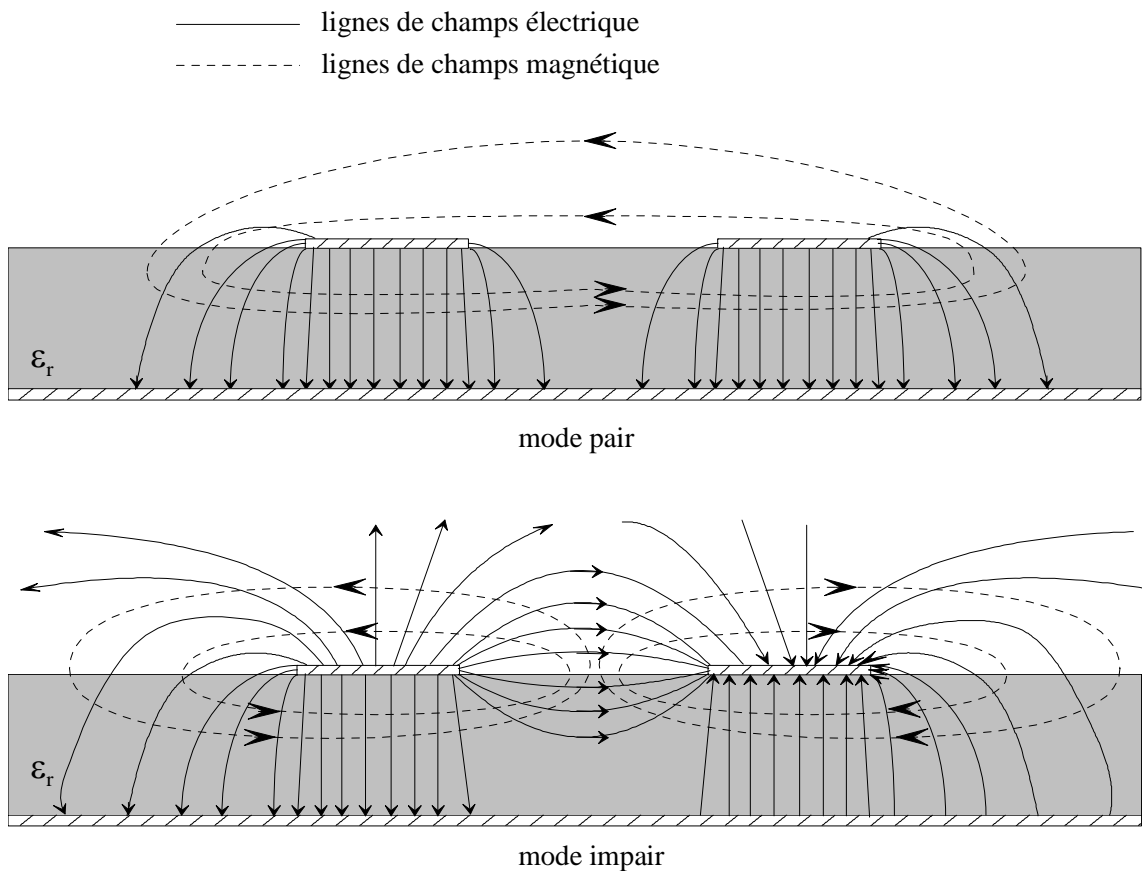 lignes de champs électrique
lignes de champs magnétique
εr
mode pair
εr
mode impair